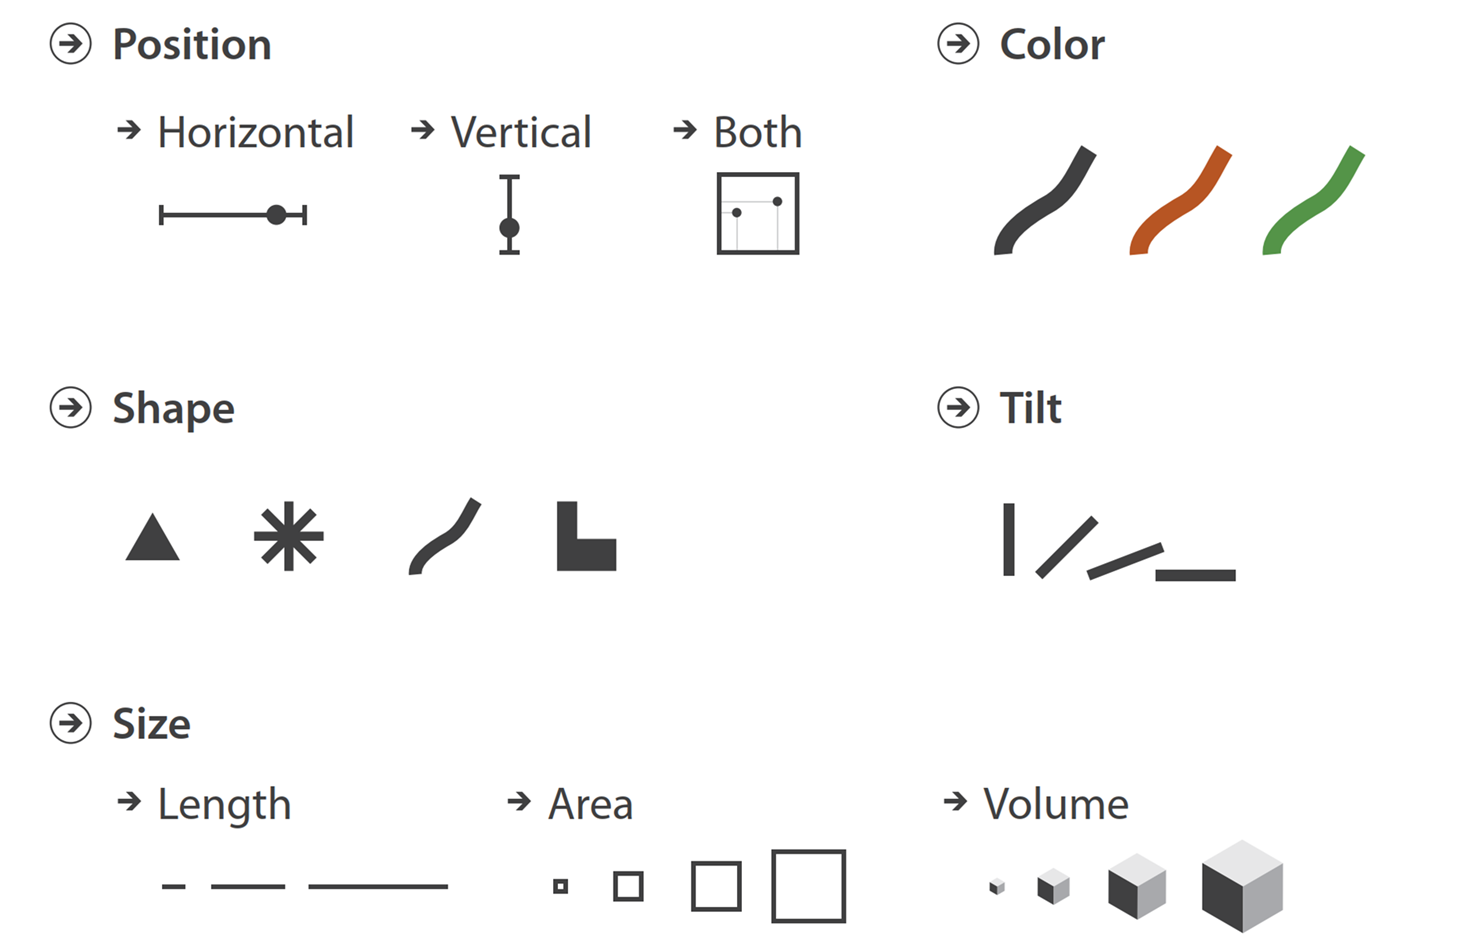 Position
Color
Horizontal
Vertical
Both
Shape
Tilt
Size
Length
Area
Volume